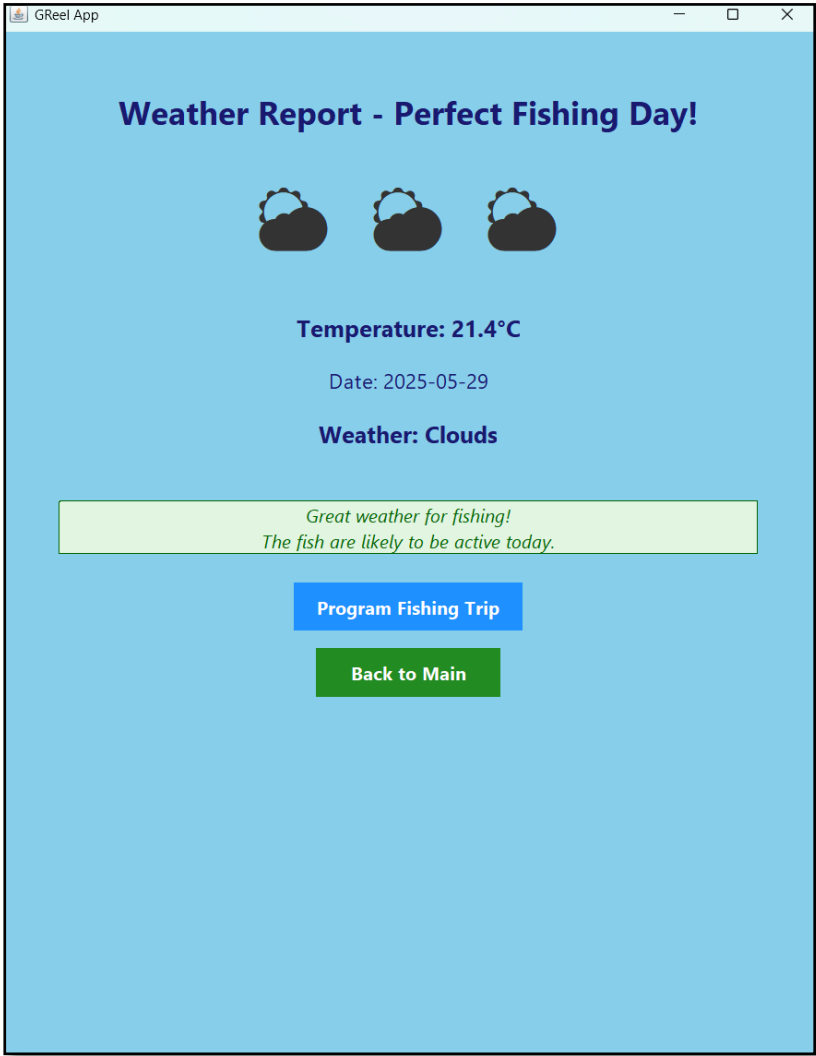 GReel App
Weather Report - Perfect Fishing Day!
Temperature: 21.4°C
Date: 2025-05-29
Weather: Clouds
Great weather for fishing!
The fish are likely to be active today.
Program Fishing Trip
Back to Main